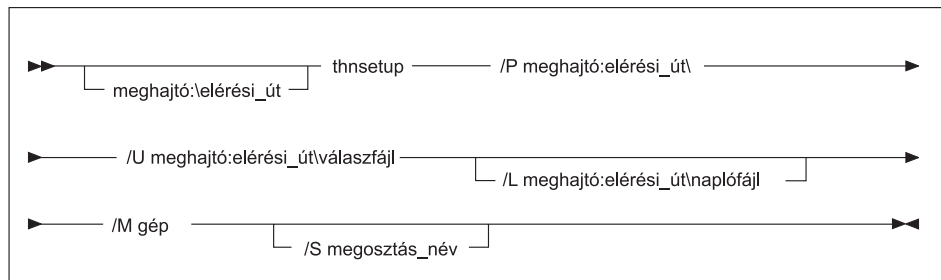 thnsetup /P meghajtó:elérési_út\
meghajtó:\elérési_út
/U meghajtó:elérési_út\válaszfájl
/L meghajtó:elérési_út\naplófájl
/M gép
/S megosztás_név